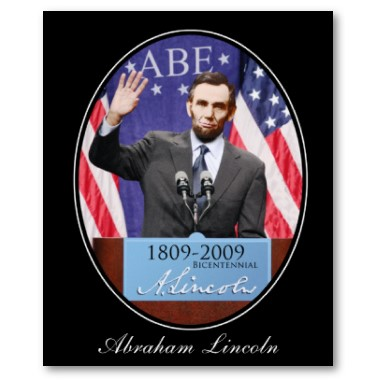 ABE
1809-2009
BICENTENNIAL
A. Lincoln
Abraham Lincoln